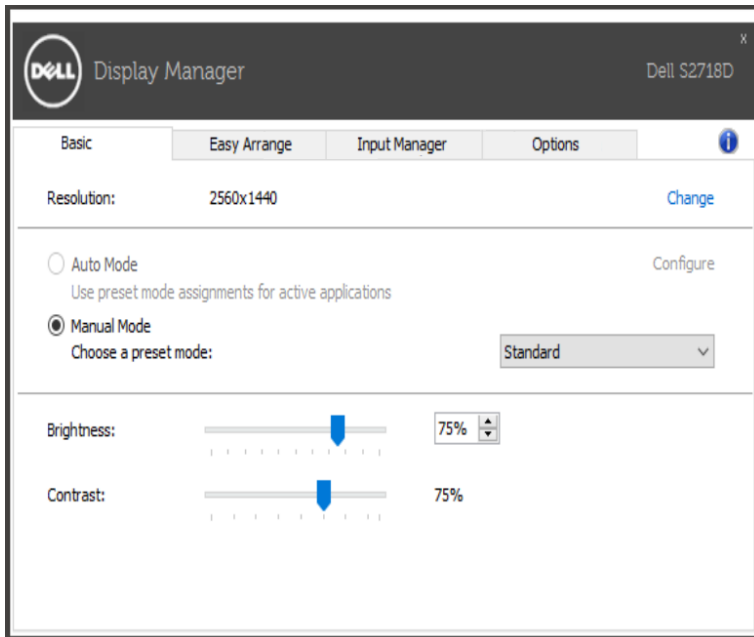 x
DELL Display Manager Dell S2718D
Basic Easy Arrange Input Manager Options i
Resolution: 2560x1440 Change
Auto Mode Configure
Use preset mode assignments for active applications
Manual Mode
Choose a preset mode: Standard
Brightness: 75%
Contrast: 75%